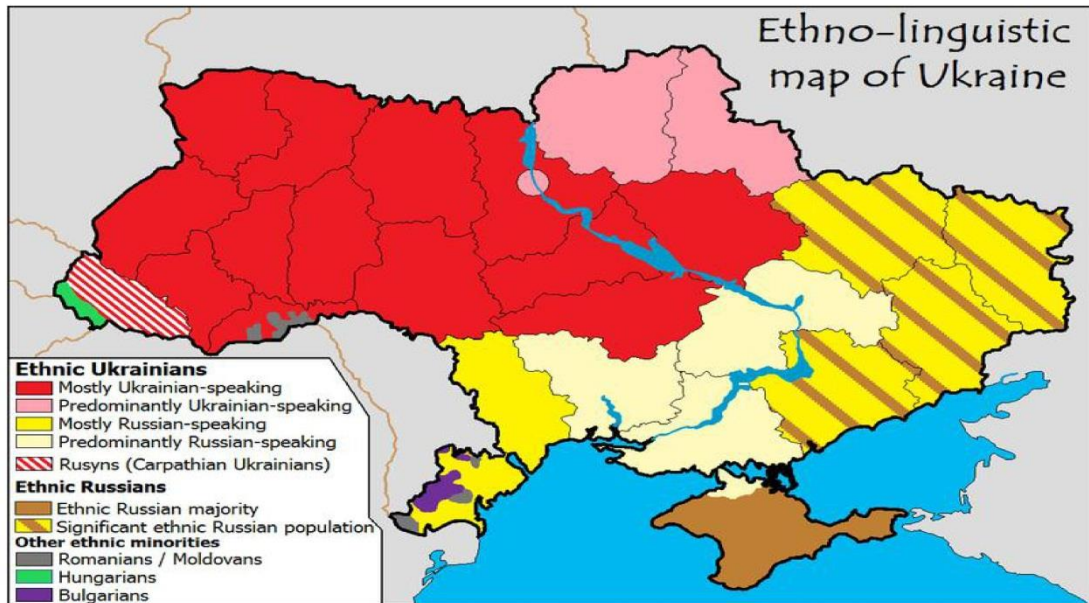 Ethno-linguistic
map of Ukraine
Ethnic Ukrainians
Mostly Ukrainian-speaking
Predominantly Ukrainian-speaking
Mostly Russian-speaking
Predominantly Russian-speaking
Rusyns (Carpathian Ukrainians)
Ethnic Russians
Ethnic Russian majority
Significant ethnic Russian population
Other ethnic minorities
Romanians / Moldovans
Hungarians
Bulgarians